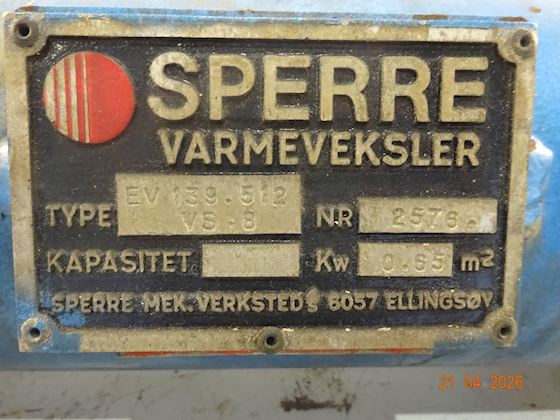 SPERRE
VARMEVEKSLER
TYPE EV 139.512 NR 2576.
VS-8
KAPASITET Kw 0.65 m²
SPERRE MEK. VERKSTED 6057 ELLINGSØY
21 04 2026